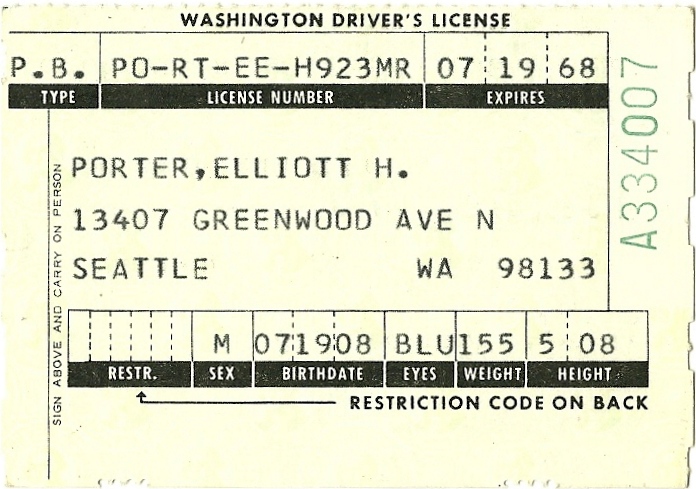 WASHINGTON DRIVER'S LICENSE
P.B. PO-RT-EE-H923MR 07 19 68
TYPE LICENSE NUMBER EXPIRES
A334007
PORTER,ELLIOTT H.
13407 GREENWOOD AVE N
SEATTLE WA 98133
SIGN ABOVE AND CARRY ON PERSON
M 071908 BLU 155 5 08
RESTR. SEX BIRTHDATE EYES WEIGHT HEIGHT
RESTRICTION CODE ON BACK